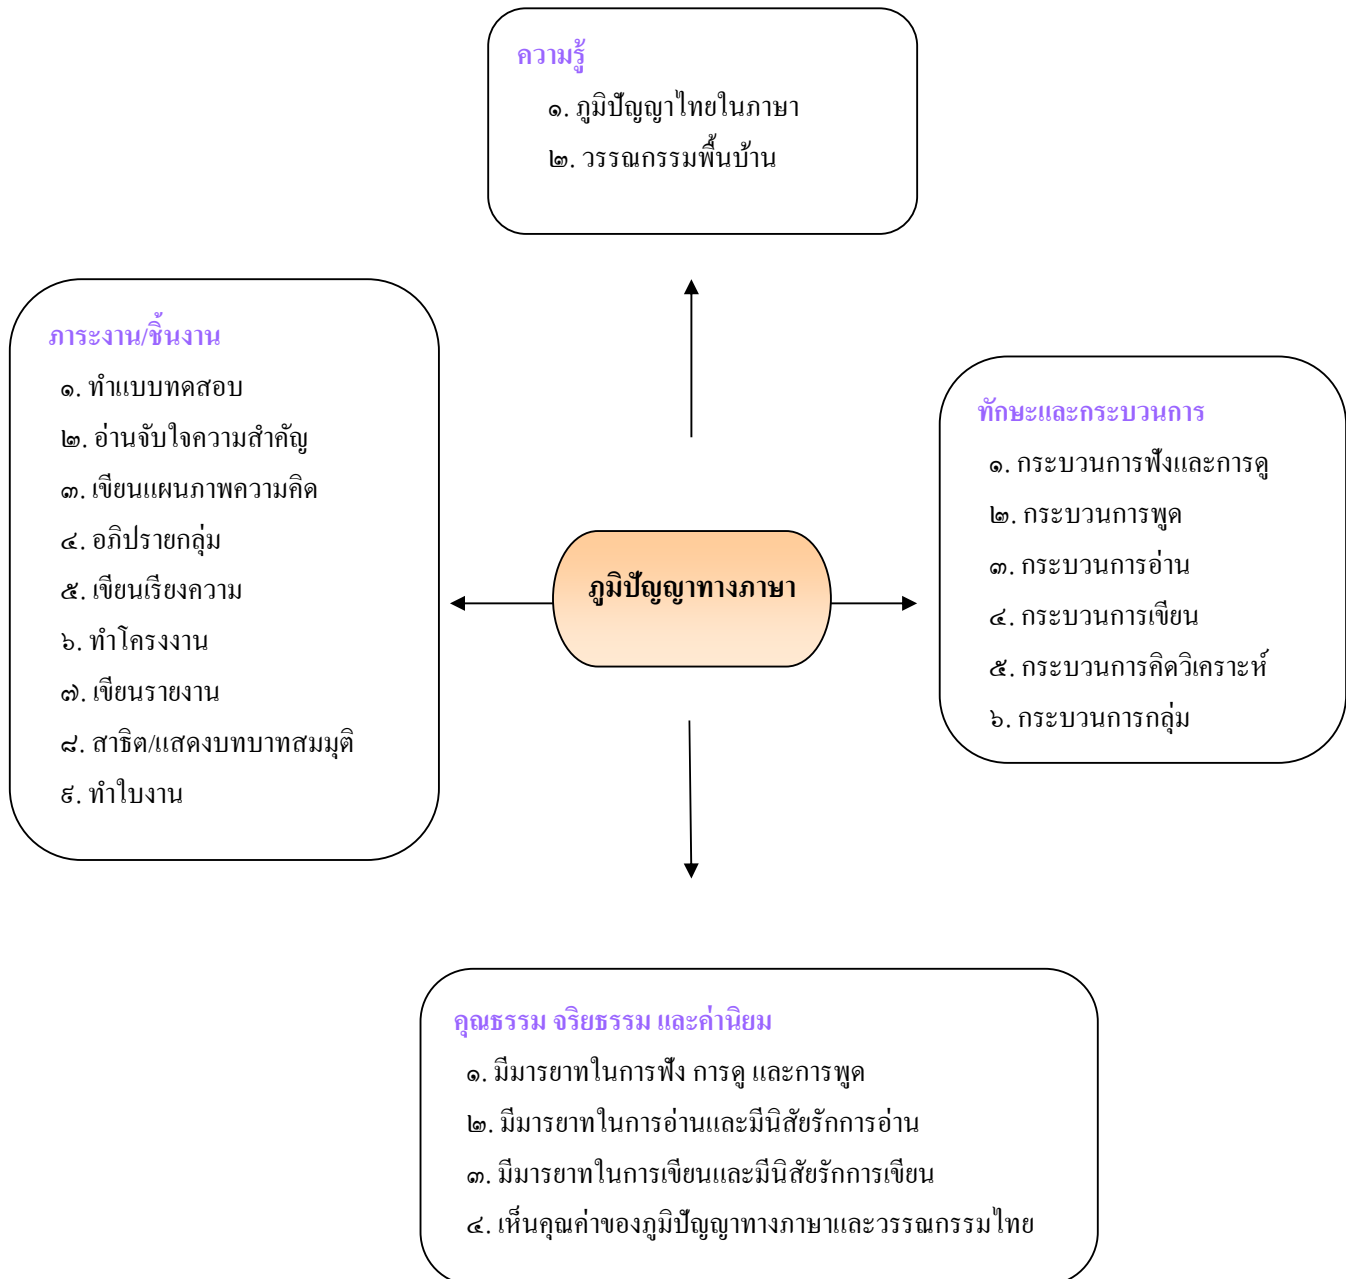 ความรู้
๑. ภูมิปัญญาไทยในภาษา
๒. วรรณกรรมพื้นบ้าน
ภาระงาน/ชิ้นงาน
๑. ทำแบบทดสอบ
๒. อ่านจับใจความสำคัญ
๓. เขียนแผนภาพความคิด
๔. อภิปรายกลุ่ม
๕. เขียนเรียงความ
๖. ทำโครงงาน
๗. เขียนรายงาน
๘. สาธิต/แสดงบทบาทสมมุติ
๙. ทำใบงาน
ภูมิปัญญาทางภาษา
ทักษะและกระบวนการ
๑. กระบวนการฟังและการดู
๒. กระบวนการพูด
๓. กระบวนการอ่าน
๔. กระบวนการเขียน
๕. กระบวนการคิดวิเคราะห์
๖. กระบวนการกลุ่ม
คุณธรรม จริยธรรม และค่านิยม
๑. มีมารยาทในการฟัง การดู และการพูด
๒. มีมารยาทในการอ่านและมีนิสัยรักการอ่าน
๓. มีมารยาทในการเขียนและมีนิสัยรักการเขียน
๔. เห็นคุณค่าของภูมิปัญญาทางภาษาและวรรณกรรมไทย